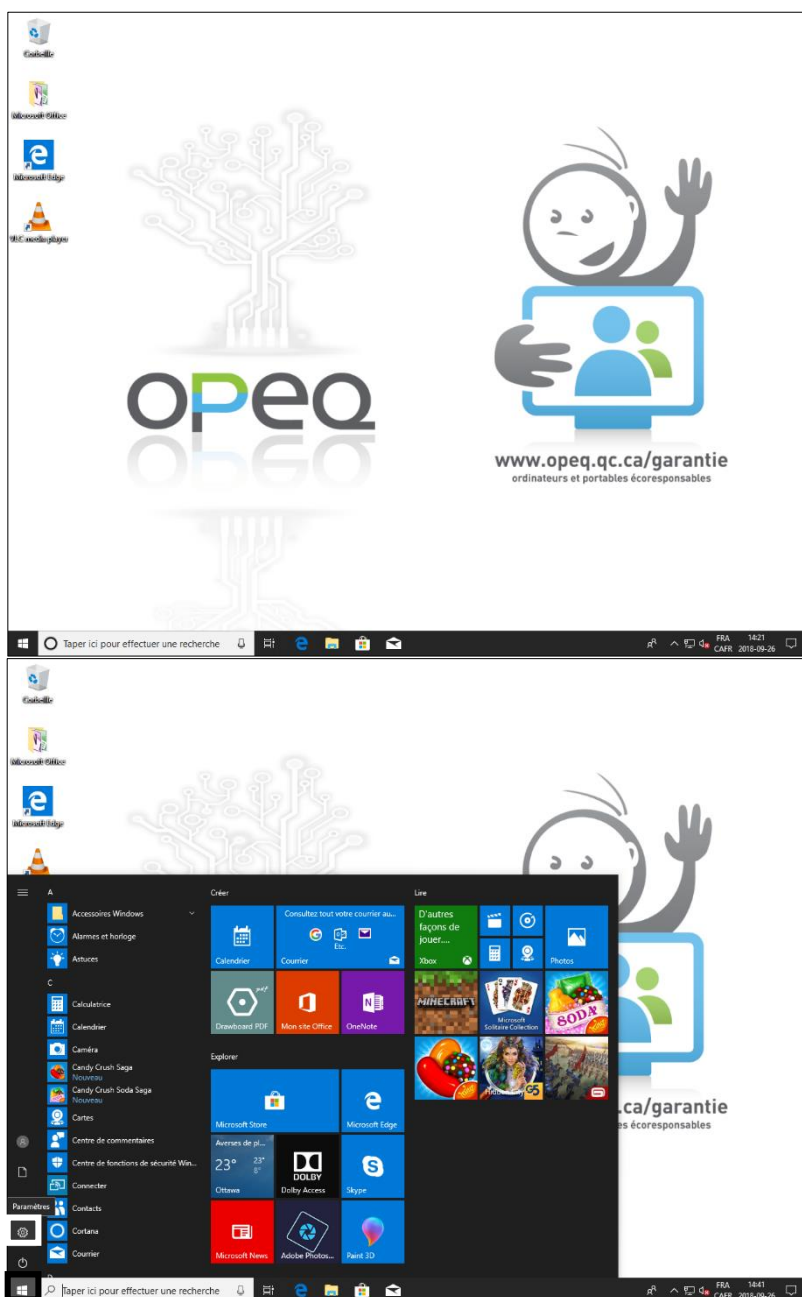 Corbeille
Microsoft Office
Microsoft Edge
VLC media player
opeq
www.opeq.qc.ca/garantie
ordinateurs et portables écoresponsables
Taper ici pour effectuer une recherche
FRA 14:21
CAFR 2018-09-26
Corbeille
Microsoft Office
Microsoft Edge
A
Accessoires Windows
Alarmes et horloge
Astuces
C
Calculatrice
Calendrier
Caméra
Candy Crush Saga
Nouveau
Candy Crush Soda Saga
Nouveau
Cartes
Centre de commentaires
Centre de fonctions de sécurité Win...
Connecter
Contacts
Cortana
Courrier
Paramètres
Créer
Calendrier
Consultez tout votre courrier au...
Etc.
Courrier
pdf
Drawboard PDF
Mon site Office
OneNote
Explorer
Microsoft Store
Microsoft Edge
Averses de pl...
23° 23°
8°
Ottawa
DOLBY
Dolby Access
Skype
Microsoft News
Adobe Photos...
Paint 3D
Lire
D'autres
façons de
jouer....
Xbox
Photos
MINECRAFT
Microsoft
Solitaire Collection
SODA
G5
.ca/garantie
es écoresponsables
Taper ici pour effectuer une recherche
FRA 14:41
CAFR 2018-09-26